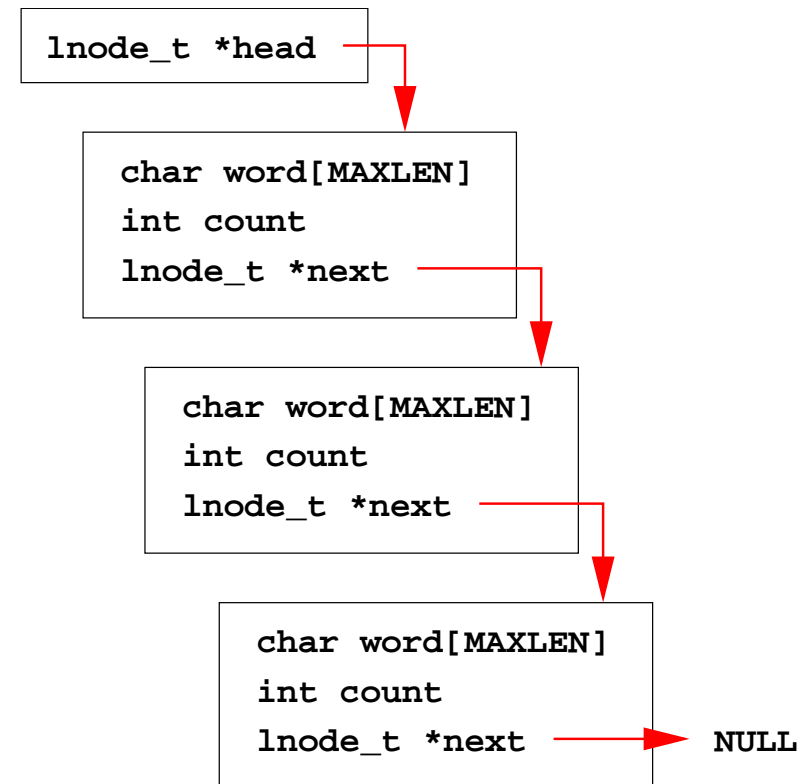 lnode_t *head
char word[MAXLEN]
int count
lnode_t *next
char word[MAXLEN]
int count
lnode_t *next
char word[MAXLEN]
int count
lnode_t *next NULL